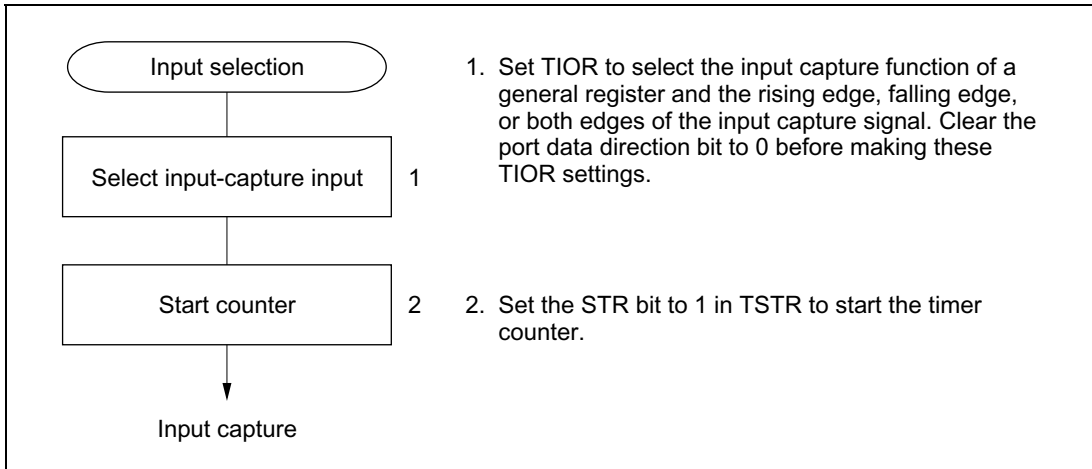 Input selection
Select input-capture input
1
Start counter
2
Input capture
1. Set TIOR to select the input capture function of a
general register and the rising edge, falling edge,
or both edges of the input capture signal. Clear the
port data direction bit to 0 before making these
TIOR settings.
2. Set the STR bit to 1 in TSTR to start the timer
counter.